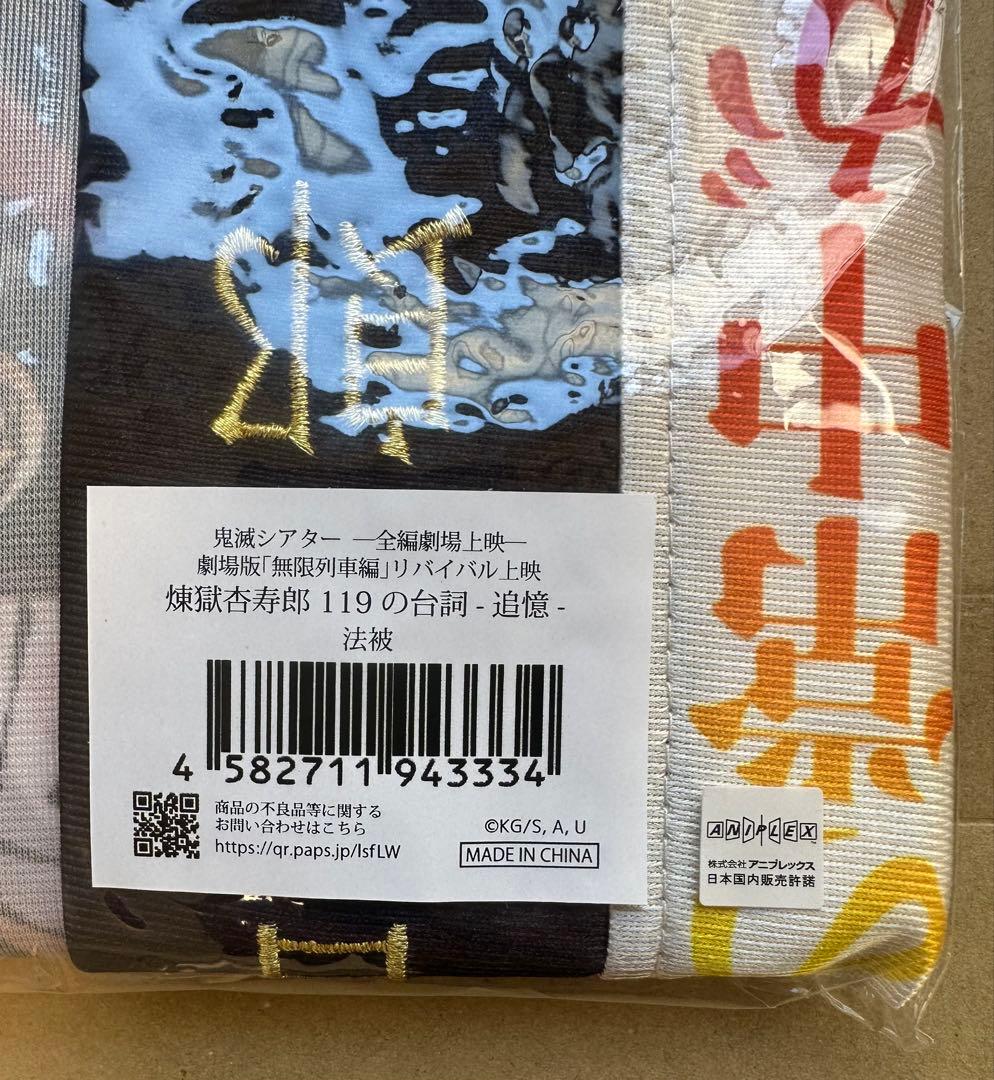 鬼滅シアター ―全編劇場上映―
劇場版「無限列車編」リバイバル上映
煉獄杏寿郎 119 の台詞 - 追憶 -
法被
4 582711 943334
商品の不良品等に関する
お問い合わせはこちら
https://qr.paps.jp/lsfLW
©KG/S, A, U
MADE IN CHINA
ANIPLEX
株式会社 アニプレックス
日本国内販売許諾